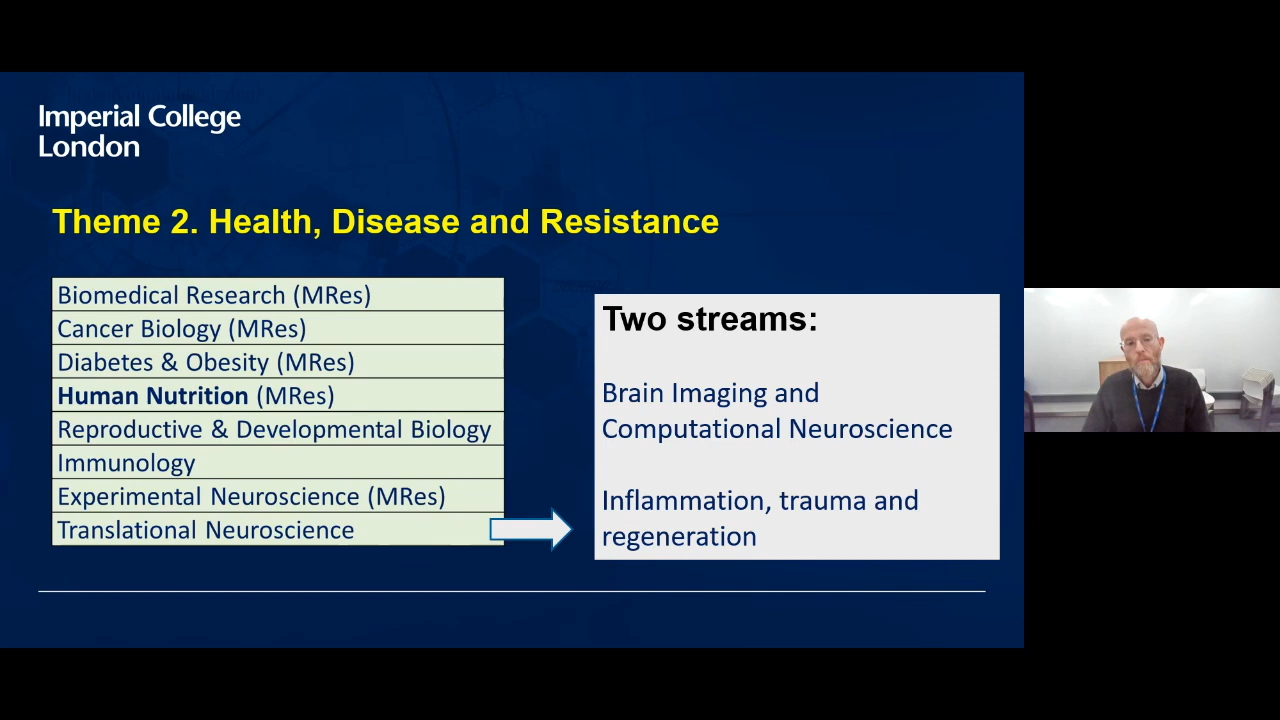 Imperial College
London
Theme 2. Health, Disease and Resistance
Biomedical Research (MRes)
Cancer Biology (MRes)
Diabetes & Obesity (MRes)
Human Nutrition (MRes)
Reproductive & Developmental Biology
Immunology
Experimental Neuroscience (MRes)
Translational Neuroscience
Two streams:
Brain Imaging and
Computational Neuroscience
Inflammation, trauma and
regeneration